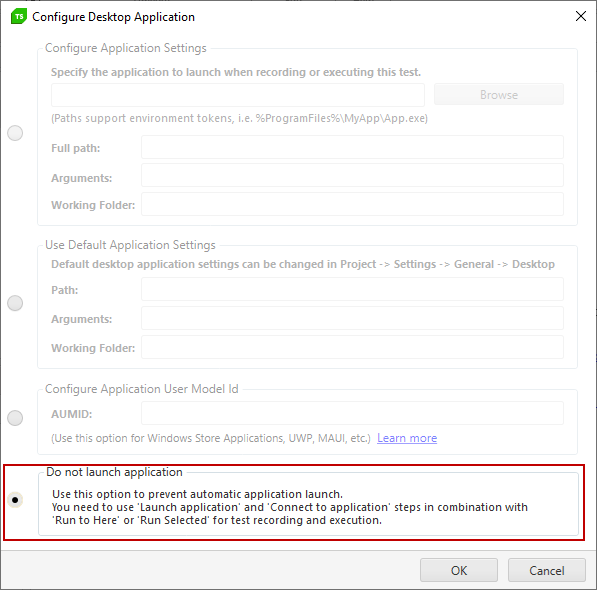 TS Configure Desktop Application
Configure Application Settings
Specify the application to launch when recording or executing this test.
Browse
(Paths support environment tokens, i.e. %ProgramFiles%\MyApp\App.exe)
Full path:
Arguments:
Working Folder:
Use Default Application Settings
Default desktop application settings can be changed in Project -> Settings -> General -> Desktop
Path:
Arguments:
Working Folder:
Configure Application User Model Id
AUMID:
(Use this option for Windows Store Applications, UWP, MAUI, etc.) Learn more
Do not launch application
Use this option to prevent automatic application launch.
You need to use 'Launch application' and 'Connect to application' steps in combination with
'Run to Here' or 'Run Selected' for test recording and execution.
OK Cancel